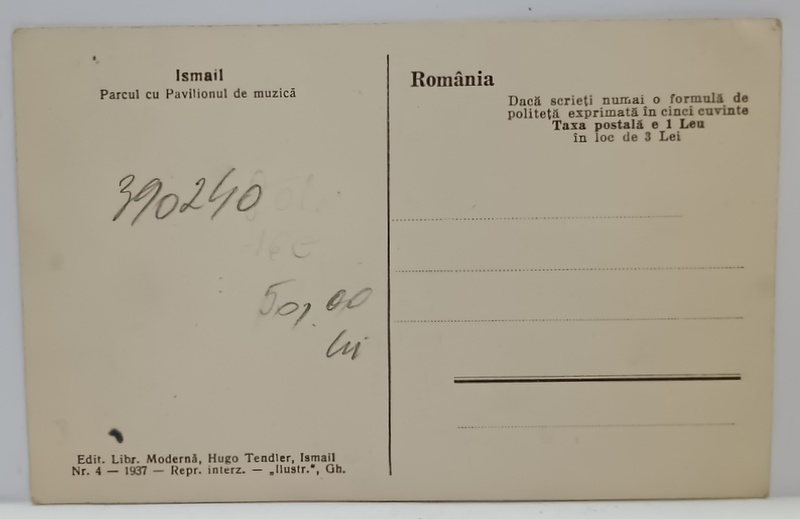 Ismail
Parcul cu Pavilionul de muzică
390240
50,00
lei
Edit. Libr. Modernă, Hugo Tendler, Ismail
Nr. 4 — 1937 — Repr. interz. — „Ilustr.", Gh.
România
Dacă scrieți numai o formulă de
politeță exprimată în cinci cuvinte
Taxa postală e 1 Leu
în loc de 3 Lei